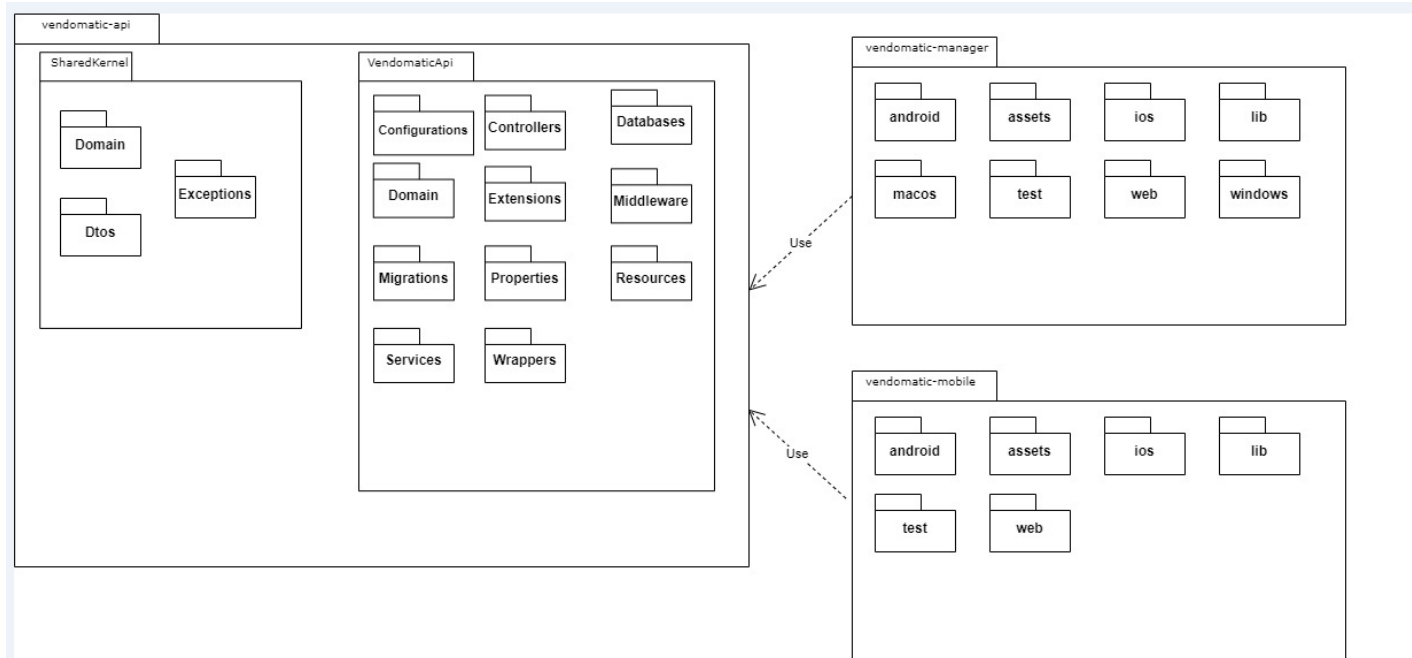 vendomatic-api
SharedKernel
Domain
Exceptions
Dtos
VendomaticApi
Configurations
Controllers
Databases
Domain
Extensions
Middleware
Migrations
Properties
Resources
Services
Wrappers
Use
Use
vendomatic-manager
android
assets
ios
lib
macos
test
web
windows
vendomatic-mobile
android
assets
ios
lib
test
web